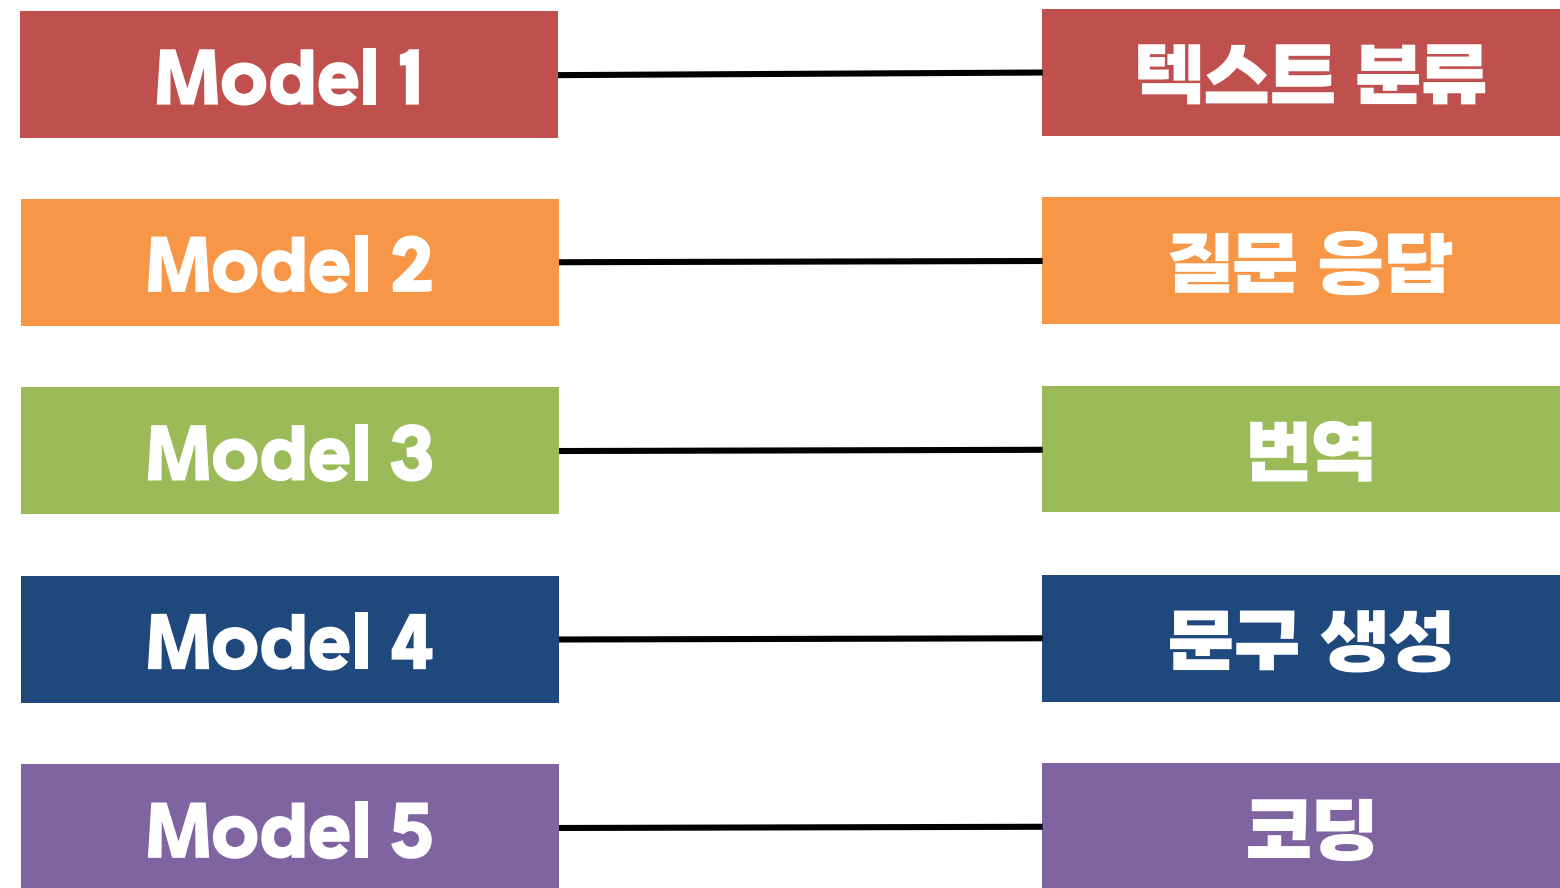 Model 1
텍스트 분류
Model 2
질문 응답
Model 3
번역
Model 4
문구 생성
Model 5
코딩